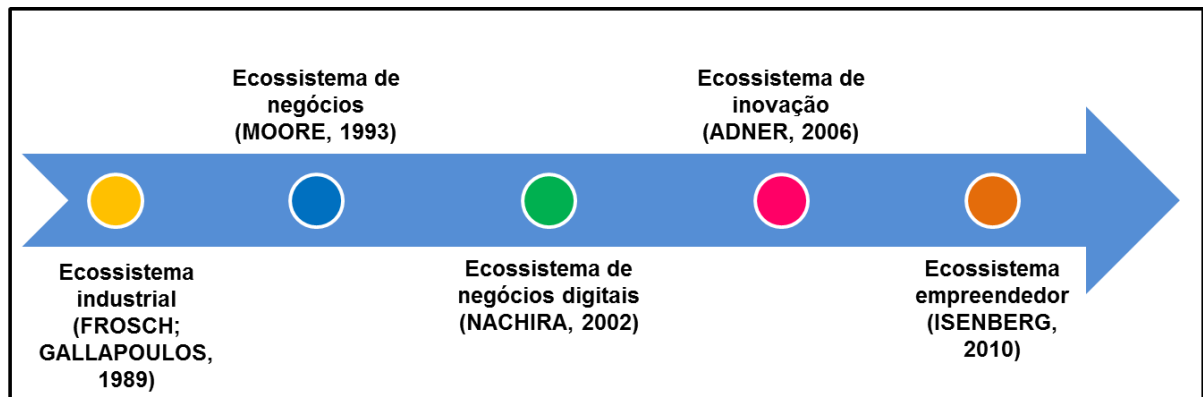 Ecossistema
industrial
(FROSCH;
GALLAPOULOS,
1989)
Ecossistema de
negócios
(MOORE, 1993)
Ecossistema de
negócios digitais
(NACHIRA, 2002)
Ecossistema de
inovação
(ADNER, 2006)
Ecossistema
empreendedor
(ISENBERG,
2010)